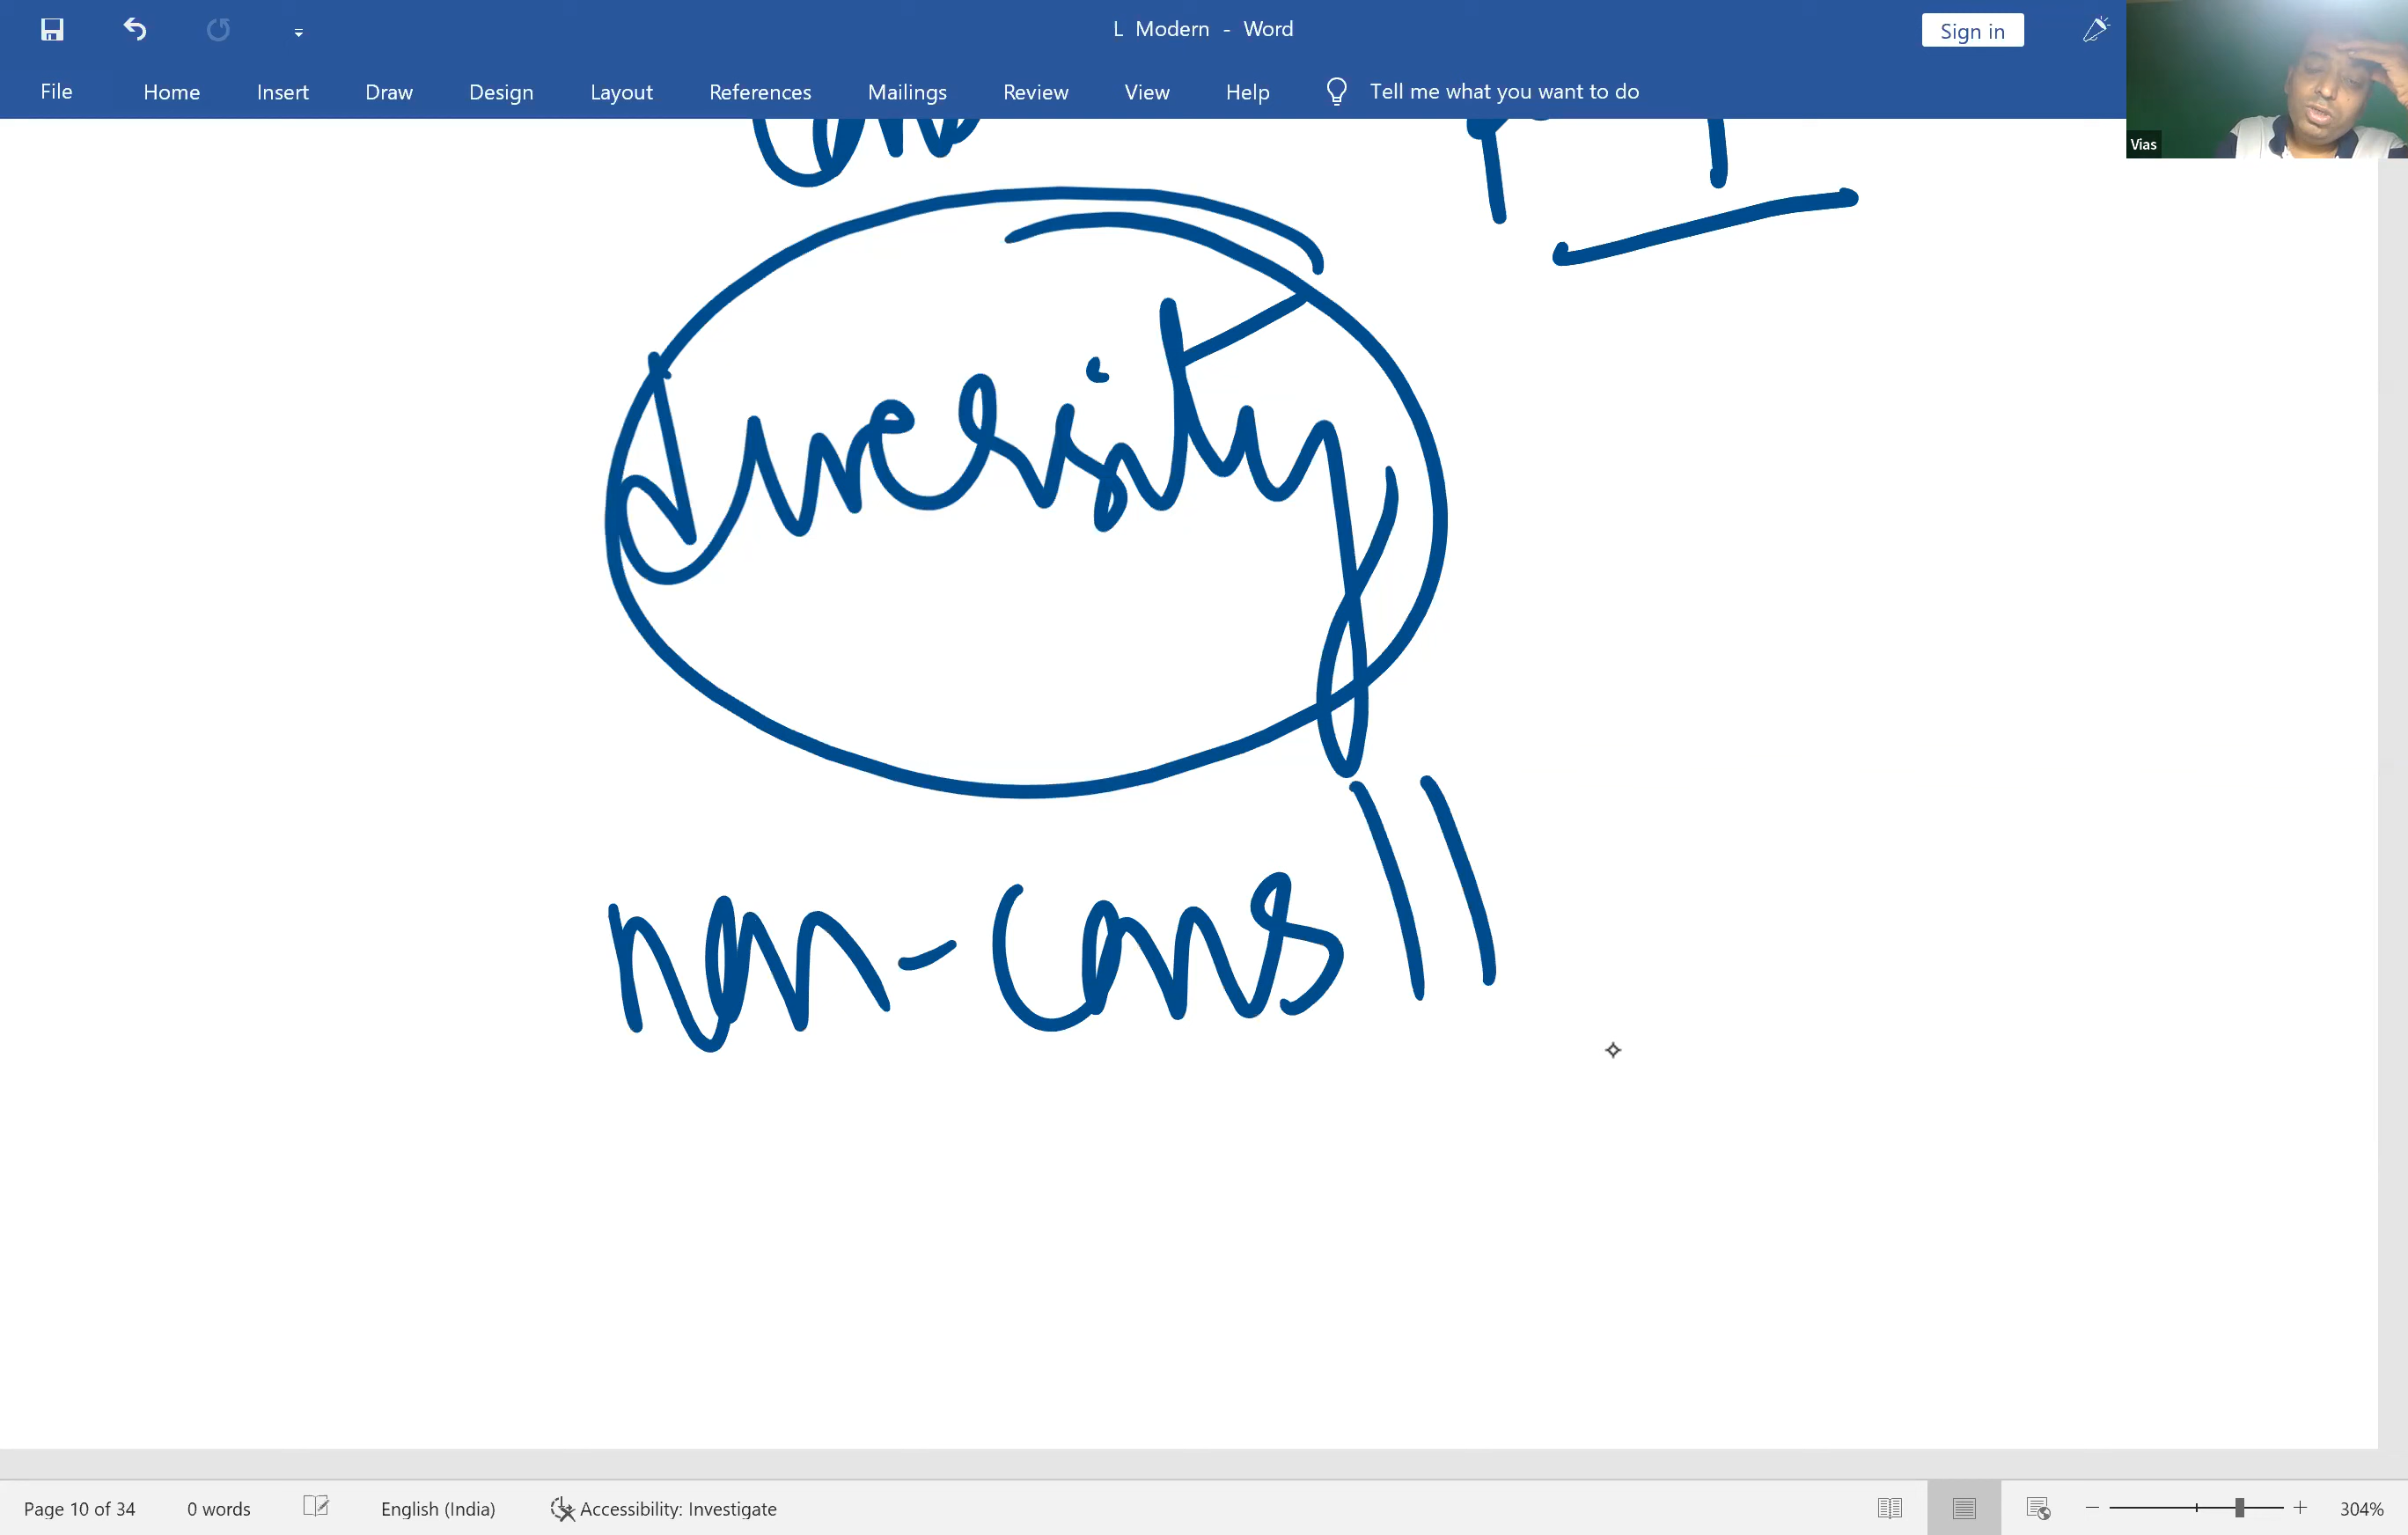 L Modern - Word
Sign in
File Home Insert Draw Design Layout References Mailings Review View Help Tell me what you want to do
Vias
diversity
non-cons
Page 10 of 34 0 words English (India) Accessibility: Investigate 304%